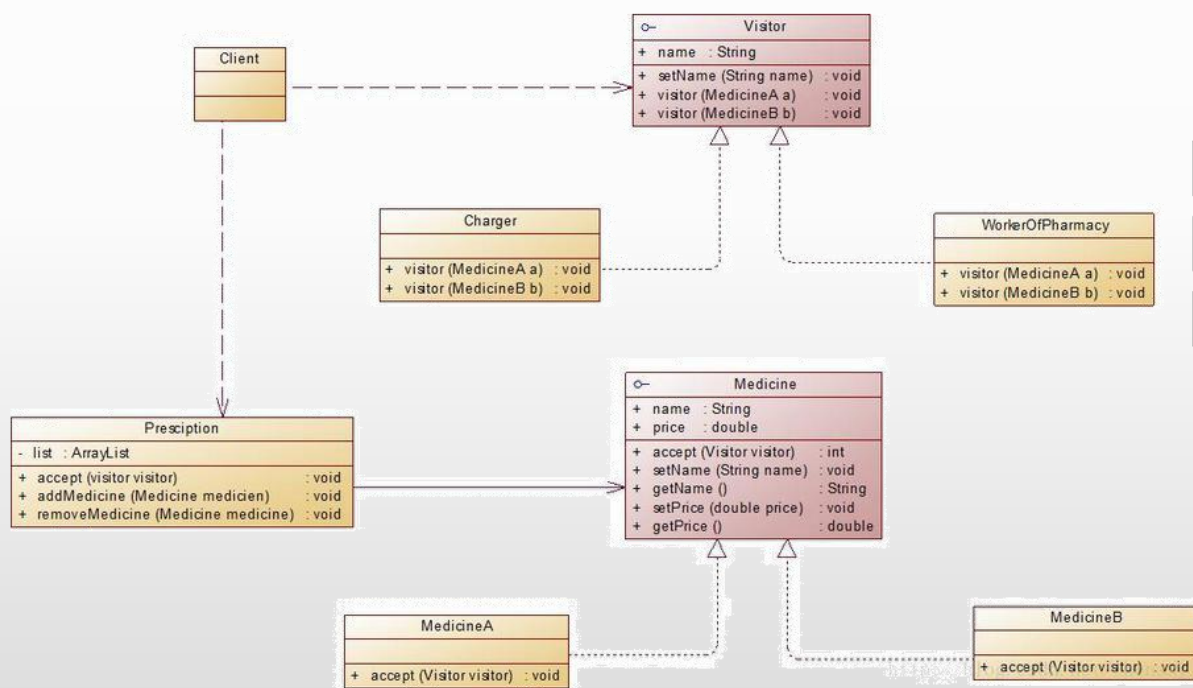 Visitor
+ name : String
+ setName (String name) : void
+ visitor (MedicineA a) : void
+ visitor (MedicineB b) : void
Client
Charger
+ visitor (MedicineA a) : void
+ visitor (MedicineB b) : void
WorkerOfPharmacy
+ visitor (MedicineA a) : void
+ visitor (MedicineB b) : void
Medicine
+ name : String
+ price : double
+ accept (Visitor visitor) : int
+ setName (String name) : void
+ getName () : String
+ setPrice (double price) : void
+ getPrice () : double
Presciption
- list : ArrayList
+ accept (visitor visitor) : void
+ addMedicine (Medicine medicien) : void
+ removeMedicine (Medicine medicine) : void
MedicineA
+ accept (Visitor visitor) : void
MedicineB
+ accept (Visitor visitor) : void